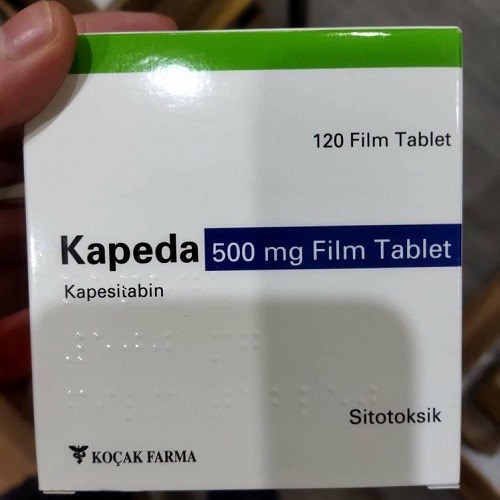 120 Film Tablet
Kapeda 500 mg Film Tablet
Kapesitabin
Sitotoksik
KOÇAK FARMA